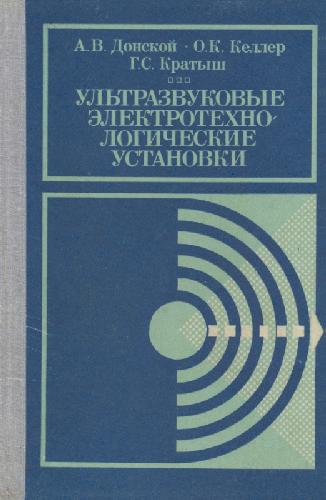 А.В. Донской · О.К. Келлер
Г.С. Кратыш
УЛЬТРАЗВУКОВЫЕ
ЭЛЕКТРОТЕХНО-
ЛОГИЧЕСКИЕ
УСТАНОВКИ